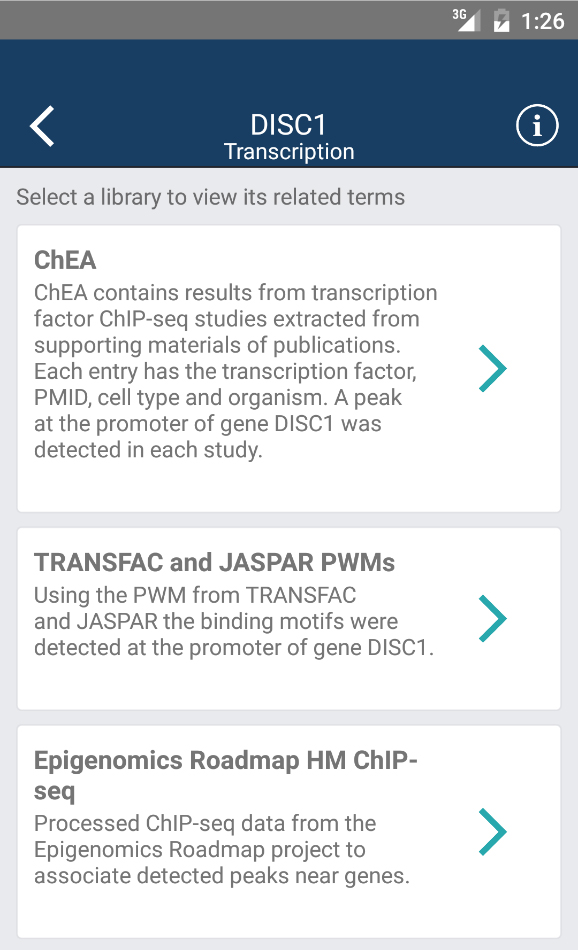 3G 1:26
DISC1
Transcription
Select a library to view its related terms
ChEA
ChEA contains results from transcription
factor ChIP-seq studies extracted from
supporting materials of publications.
Each entry has the transcription factor,
PMID, cell type and organism. A peak
at the promoter of gene DISC1 was
detected in each study.
TRANSFAC and JASPAR PWMs
Using the PWM from TRANSFAC
and JASPAR the binding motifs were
detected at the promoter of gene DISC1.
Epigenomics Roadmap HM ChIP-
seq
Processed ChIP-seq data from the
Epigenomics Roadmap project to
associate detected peaks near genes.